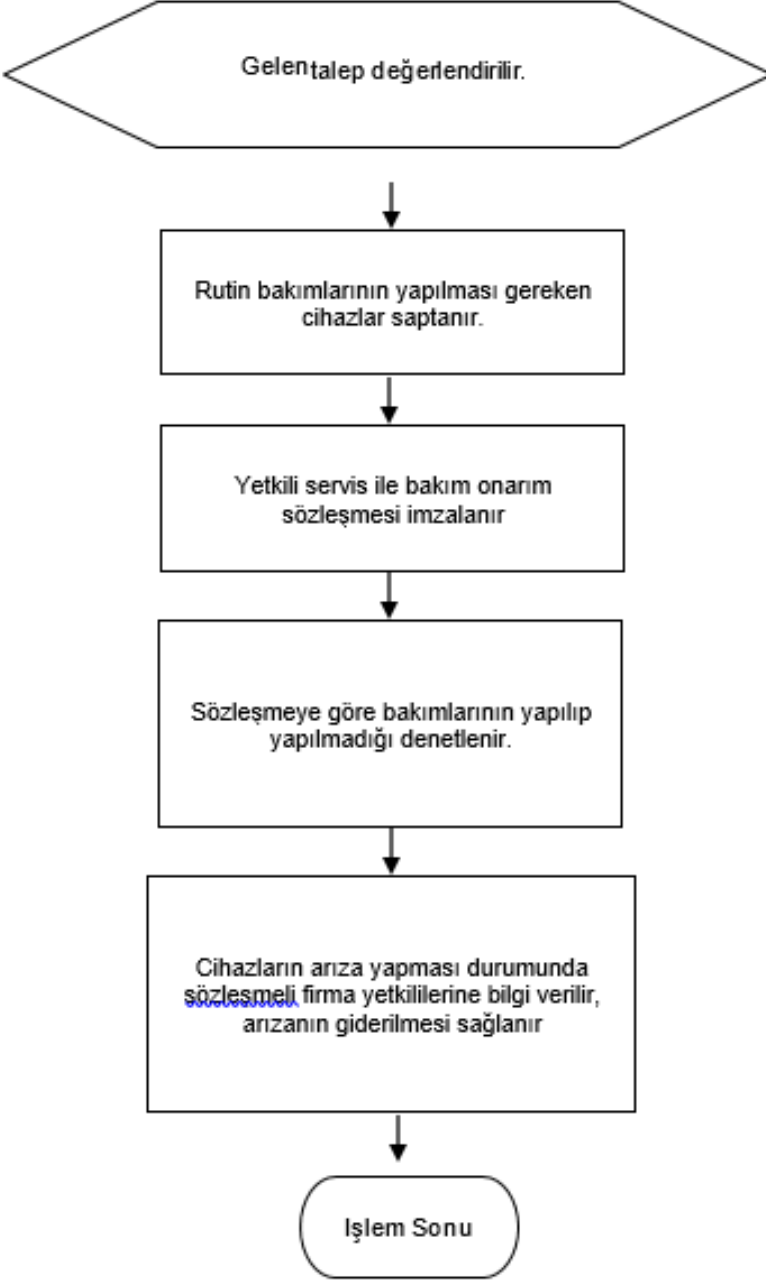 Gelen talep değerlendirilir.
Rutin bakımlarının yapılması gereken
cihazlar saptanır.
Yetkili servis ile bakım onarım
sözleşmesi imzalanır
Sözleşmeye göre bakımlarının yapılıp
yapılmadığı denetlenir.
Cihazların arıza yapması durumunda
sözleşmeli firma yetkililerine bilgi verilir,
arızanın giderilmesi sağlanır
Işlem Sonu